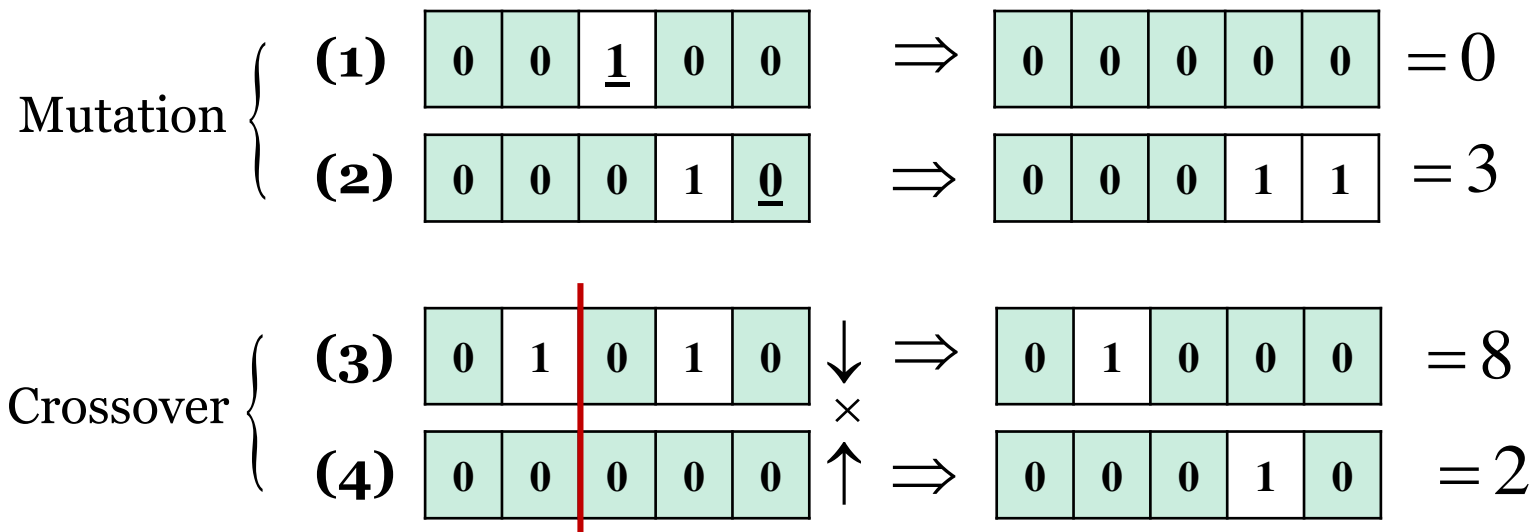 Mutation
(1) 0 0 1 0 0 ⇒ 0 0 0 0 0 = 0
(2) 0 0 0 1 0 ⇒ 0 0 0 1 1 = 3
Crossover
(3) 0 1 0 1 0 ↓ ⇒ 0 1 0 0 0 = 8
×
(4) 0 0 0 0 0 ↑ ⇒ 0 0 0 1 0 = 2